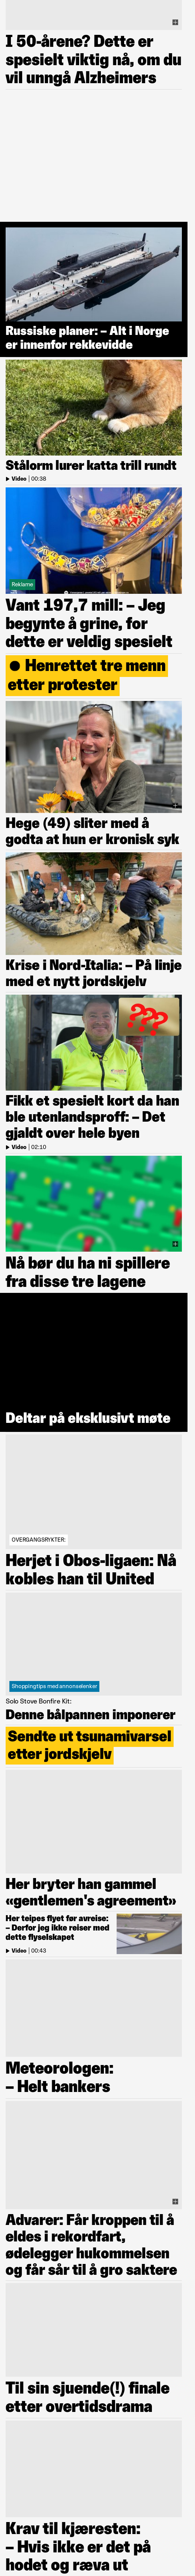 I 50-årene? Dette er
spesielt viktig nå, om du
vil unngå Alzheimers
Russiske planer: – Alt i Norge
er innenfor rekkevidde
Stålorm lurer katta trill rundt
Video | 00:38
Reklame
Vant 197,7 mill: – Jeg
begynte å grine, for
dette er veldig spesielt
● Henrettet tre menn
etter protester
Hege (49) sliter med å
godta at hun er kronisk syk
Krise i Nord-Italia: – På linje
med et nytt jordskjelv
???
Fikk et spesielt kort da han
ble utenlandsproff: – Det
gjaldt over hele byen
Video | 02:10
Nå bør du ha ni spillere
fra disse tre lagene
Deltar på eksklusivt møte
OVERGANGSRYKTER:
Herjet i Obos-ligaen: Nå
kobles han til United
Shoppingtips med annonselenker
Solo Stove Bonfire Kit:
Denne bålpannen imponerer
Sendte ut tsunamivarsel
etter jordskjelv
Her bryter han gammel
«gentlemen's agreement»
Her teipes flyet før avreise:
– Derfor jeg ikke reiser med
dette flyselskapet
Video | 00:43
Meteorologen:
– Helt bankers
Advarer: Får kroppen til å
eldes i rekordfart,
ødelegger hukommelsen
og får sår til å gro saktere
Til sin sjuende(!) finale
etter overtidsdrama
Krav til kjæresten:
– Hvis ikke er det på
hodet og ræva ut